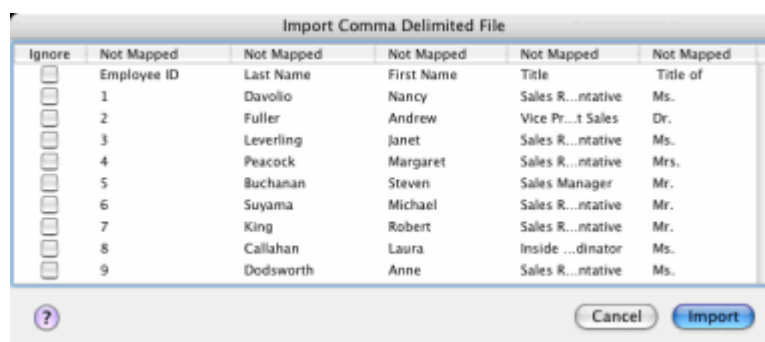 Import Comma Delimited File
Ignore Not Mapped Not Mapped Not Mapped Not Mapped Not Mapped
Employee ID Last Name First Name Title Title of
1 Davolio Nancy Sales R...ntative Ms.
2 Fuller Andrew Vice Pr...t Sales Dr.
3 Leverling Janet Sales R...ntative Ms.
4 Peacock Margaret Sales R...ntative Mrs.
5 Buchanan Steven Sales Manager Mr.
6 Suyama Michael Sales R...ntative Mr.
7 King Robert Sales R...ntative Mr.
8 Callahan Laura Inside ...dinator Ms.
9 Dodsworth Anne Sales R...ntative Ms.
? Cancel Import